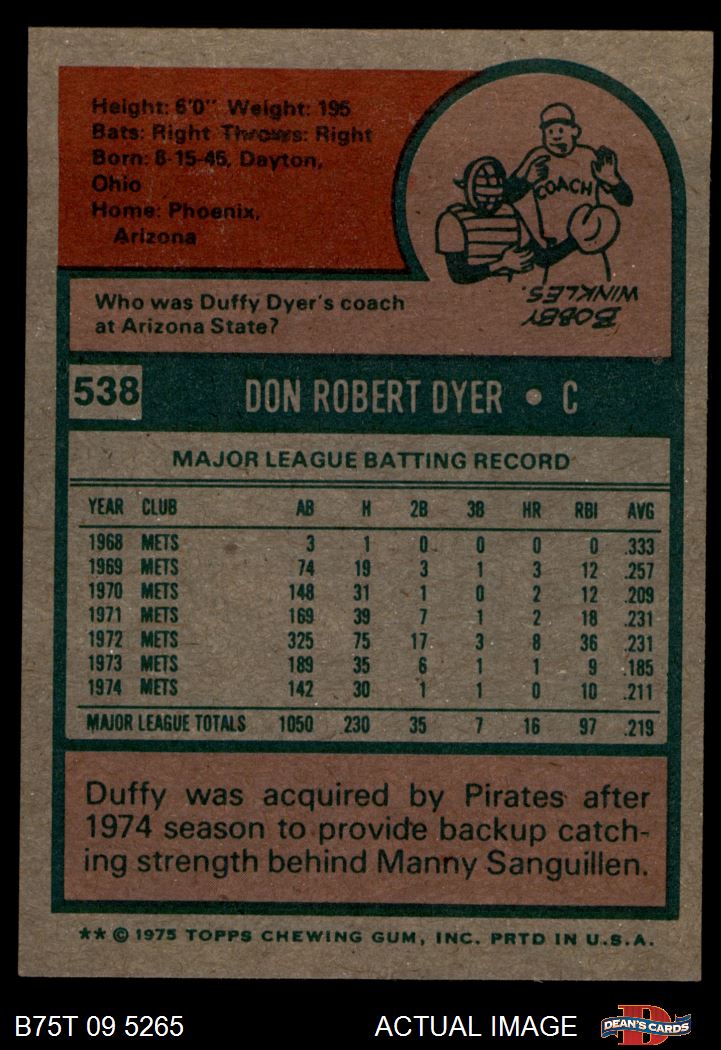 Height: 6'0" Weight: 195
Bats: Right Throws: Right
Born: 8-15-45, Dayton,
Ohio
Home: Phoenix,
Arizona
COACH
Who was Duffy Dyer's coach
at Arizona State?
BOBBY
WINKLES.
538 DON ROBERT DYER • C
MAJOR LEAGUE BATTING RECORD
YEAR CLUB AB H 2B 3B HR RBI AVG
1968 METS 3 1 0 0 0 0 .333
1969 METS 74 19 3 1 3 12 .257
1970 METS 148 31 1 0 2 12 .209
1971 METS 169 39 7 1 2 18 .231
1972 METS 325 75 17 3 8 36 .231
1973 METS 189 35 6 1 1 9 .185
1974 METS 142 30 1 1 0 10 .211
MAJOR LEAGUE TOTALS 1050 230 35 7 16 97 .219
Duffy was acquired by Pirates after
1974 season to provide backup catch-
ing strength behind Manny Sanguillen.
** © 1975 TOPPS CHEWING GUM, INC. PRTD IN U.S.A.
B75T 09 5265 ACTUAL IMAGE D DEAN'S CARDS